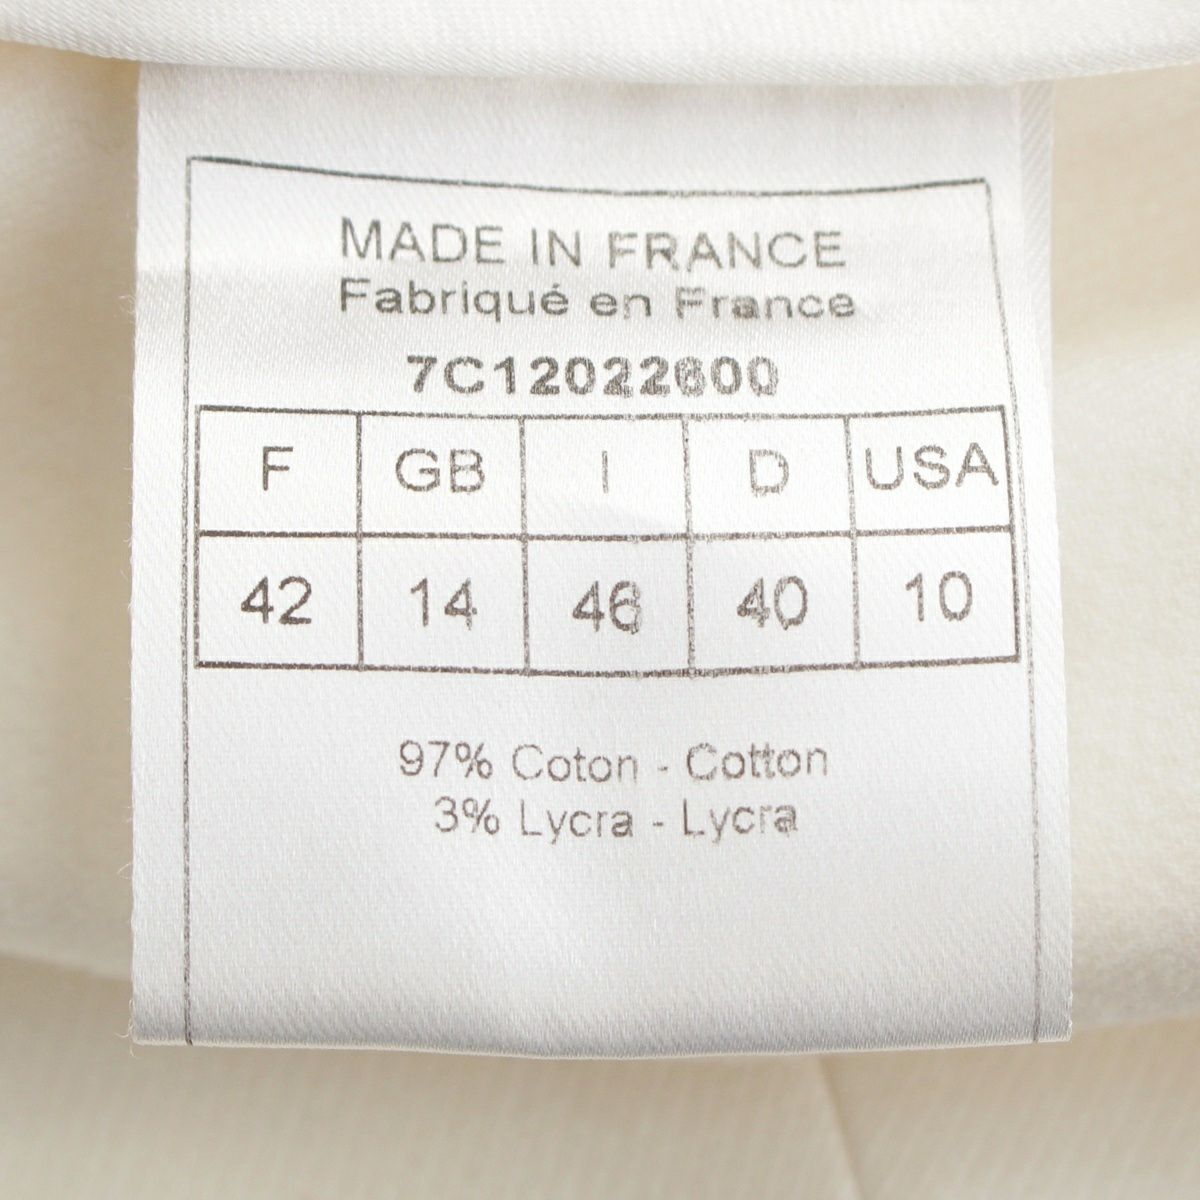 MADE IN FRANCE
Fabriqué en France
7C12022600
F GB I D USA
42 14 46 40 10
97% Coton - Cotton
3% Lycra - Lycra